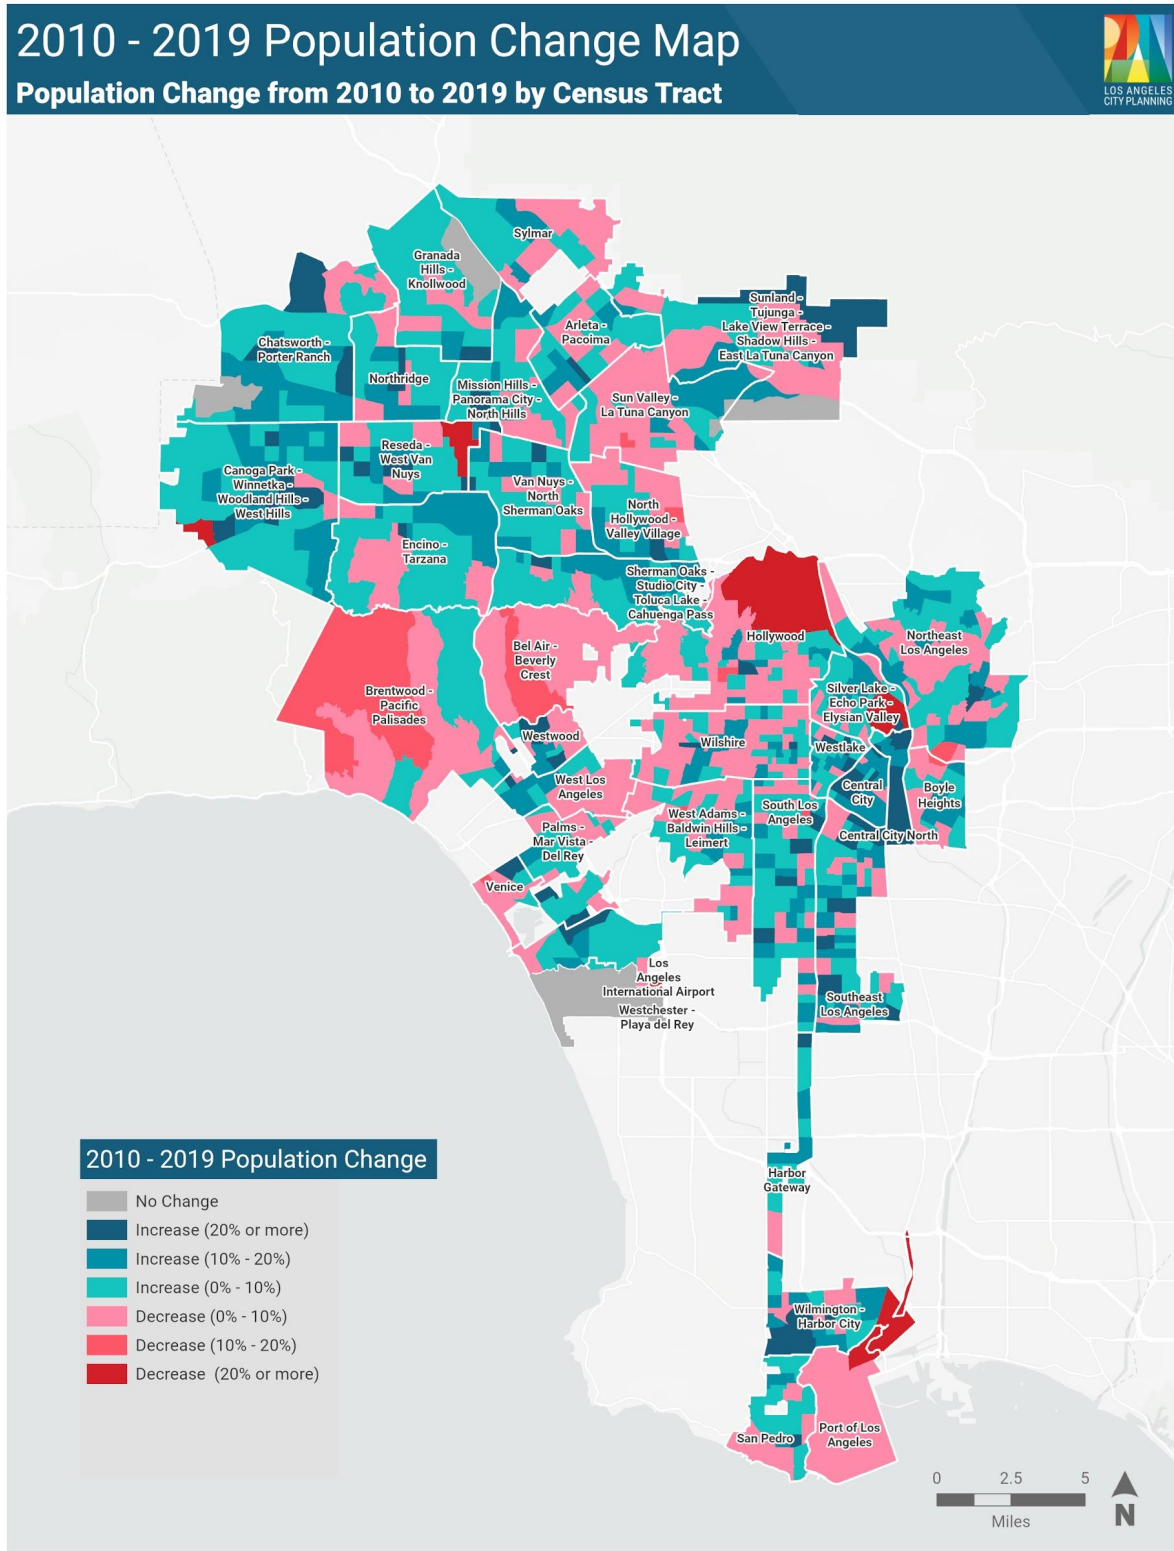 2010 - 2019 Population Change Map
Population Change from 2010 to 2019 by Census Tract
LOS ANGELES
CITY PLANNING
Sylmar
Granada
Hills -
Knollwood
Sunland -
Tujunga -
Lake View Terrace -
Shadow Hills -
East La Tuna Canyon
Arleta -
Pacoima
Chatsworth -
Porter Ranch
Northridge
Mission Hills -
Panorama City -
North Hills
Sun Valley -
La Tuna Canyon
Reseda -
West Van
Nuys
Canoga Park -
Winnetka -
Woodland Hills -
West Hills
Van Nuys -
North
Sherman Oaks
North
Hollywood -
Valley Village
Encino -
Tarzana
Sherman Oaks -
Studio City -
Toluca Lake -
Cahuenga Pass
Hollywood
Northeast
Los Angeles
Bel Air -
Beverly
Crest
Brentwood -
Pacific
Palisades
Silver Lake -
Echo Park -
Elysian Valley
Westwood
Wilshire
Westlake
West Los
Angeles
Central
City
Boyle
Heights
South Los
Angeles
West Adams -
Baldwin Hills -
Leimert
Central City North
Palms -
Mar Vista -
Del Rey
Venice
Los
Angeles
International Airport
Westchester -
Playa del Rey
Southeast
Los Angeles
Harbor
Gateway
Wilmington -
Harbor City
San Pedro
Port of Los
Angeles
2010 - 2019 Population Change
No Change
Increase (20% or more)
Increase (10% - 20%)
Increase (0% - 10%)
Decrease (0% - 10%)
Decrease (10% - 20%)
Decrease (20% or more)
0 2.5 5
Miles
N